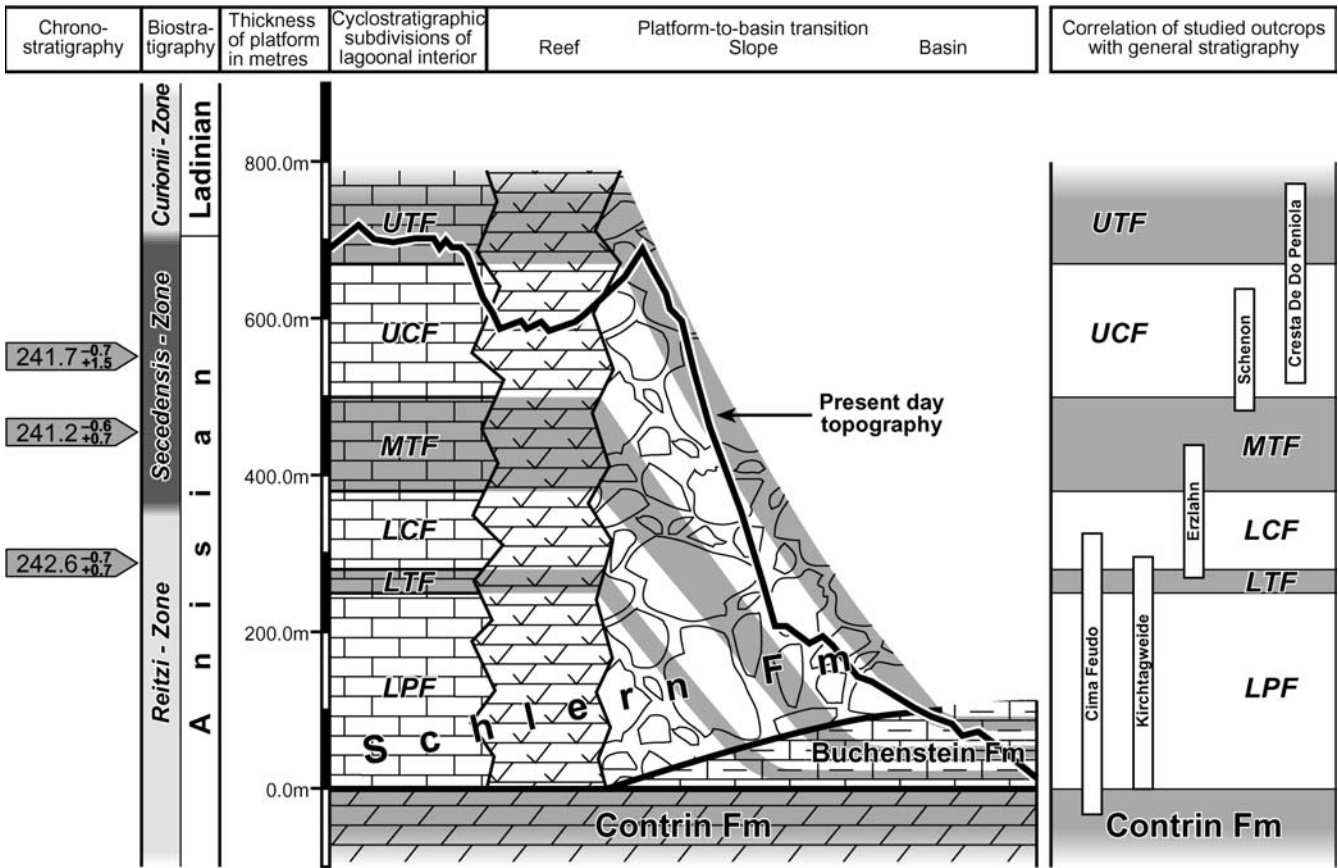 Chrono-
stratigraphy
Biostra-
tigraphy
Thickness
of platform
in metres
Cyclostratigraphic
subdivisions of
lagoonal interior
Platform-to-basin transition
Reef
Slope
Basin
Correlation of studied outcrops
with general stratigraphy
241.7 –0.7 +1.5
241.2 –0.6 +0.7
242.6 –0.7 +0.7
Curionii - Zone
Secedensis - Zone
Reitzi - Zone
Ladinian
Anisian
800.0m
600.0m
400.0m
200.0m
0.0m
UTF
UCF
MTF
LCF
LTF
LPF
Schlern Fm
Present day
topography
Buchenstein Fm
Contrin Fm
UTF
UCF
MTF
LCF
LTF
LPF
Contrin Fm
Cima Feudo
Kirchtagweide
Erzlahn
Schenon
Cresta De Do Peniola